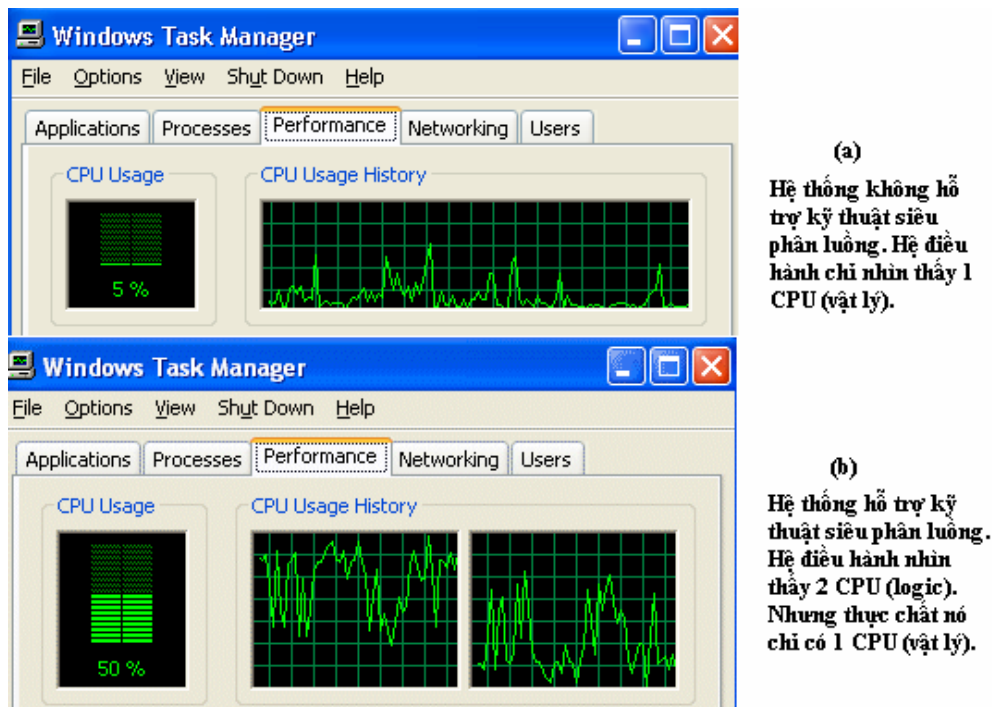 Windows Task Manager
File Options View Shut Down Help
Applications Processes Performance Networking Users
CPU Usage CPU Usage History
5 %
(a)
Hệ thống không hỗ
trợ kỹ thuật siêu
phân luồng. Hệ điều
hành chỉ nhìn thấy 1
CPU (vật lý).
Windows Task Manager
File Options View Shut Down Help
Applications Processes Performance Networking Users
CPU Usage CPU Usage History
50 %
(b)
Hệ thống hỗ trợ kỹ
thuật siêu phân luồng.
Hệ điều hành nhìn
thấy 2 CPU (logic).
Nhưng thực chất nó
chỉ có 1 CPU (vật lý).